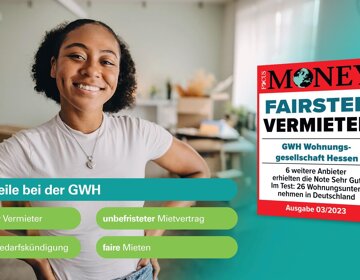 FOCUS
MONEY
FAIRSTER
VERMIETER
GWH Wohnungs-
gesellschaft Hessen
6 weitere Anbieter
erhielten die Note Sehr Gut
Im Test: 26 Wohnungsunter-
nehmen in Deutschland
Ausgabe 03/2023
eile bei der GWH
Vermieter
unbefristeter Mietvertrag
edarfskündigung
faire Mieten